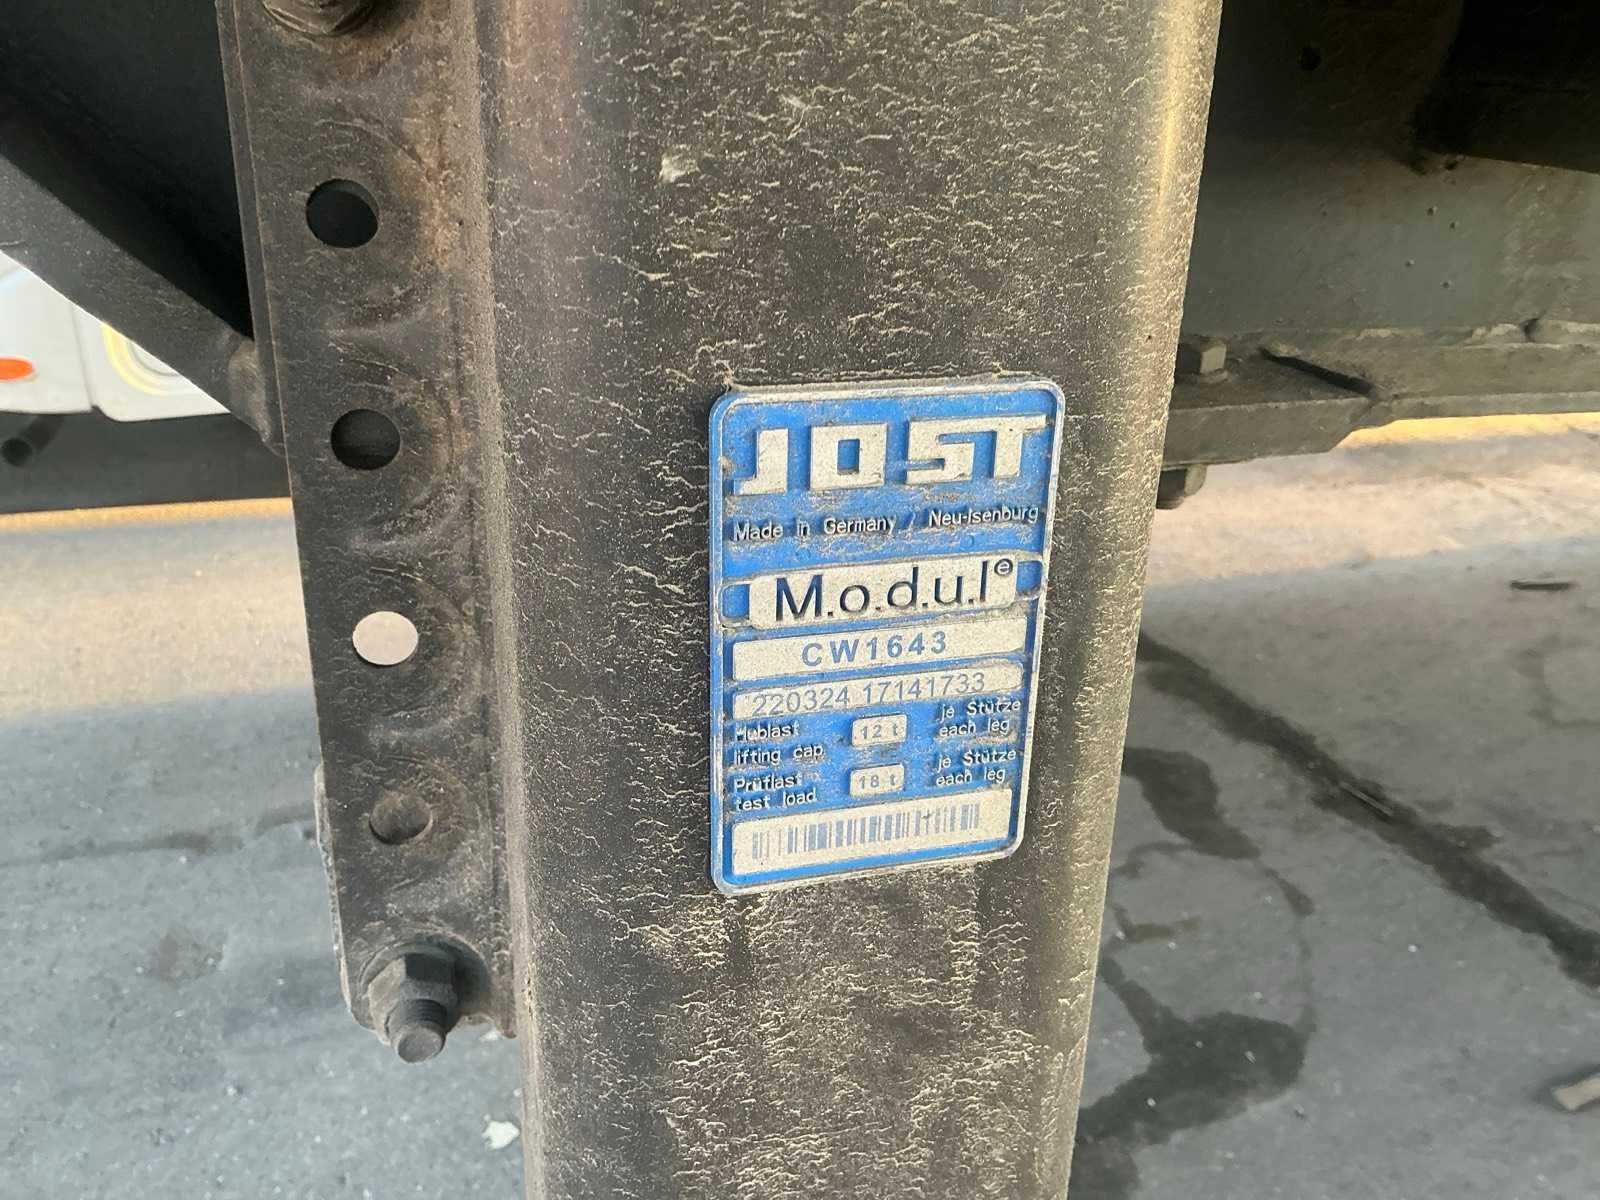 JOST
Made in Germany / Neu-Isenburg
M.o.d.u.l®
CW1643
220324 17141733
Hublast 12 t je Stütze
lifting cap. each leg
Prüflast 18 t je Stütze
test load each leg